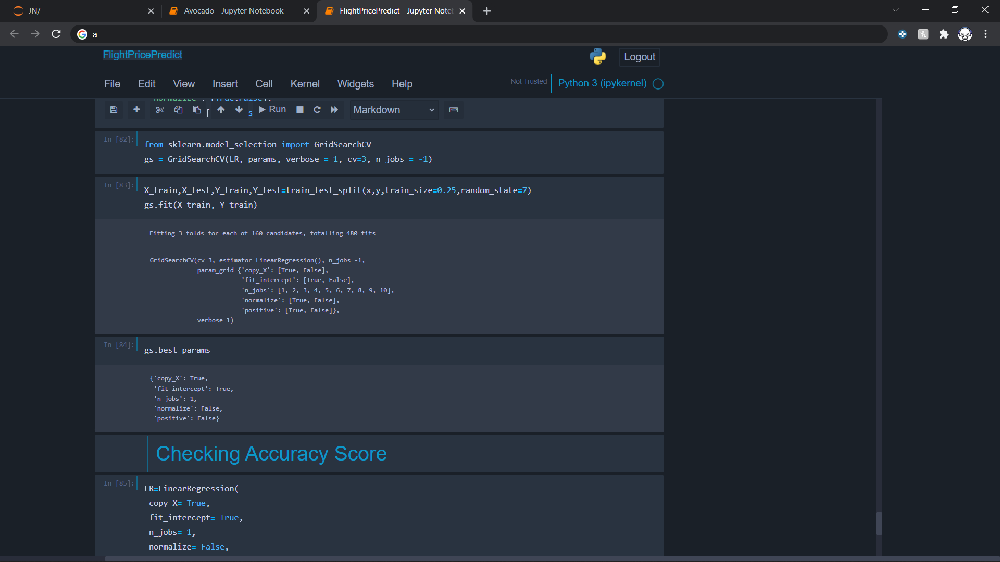 JN/
Avocado - Jupyter Notebook
FlightPricePredict - Jupyter Note
a
FlightPricePredict
Logout
File Edit View Insert Cell Kernel Widgets Help
Not Trusted
Python 3 (ipykernel)
Run
Markdown
In [82]:
from sklearn.model_selection import GridSearchCV
gs = GridSearchCV(LR, params, verbose = 1, cv=3, n_jobs = -1)
In [83]:
X_train,X_test,Y_train,Y_test=train_test_split(x,y,train_size=0.25,random_state=7)
gs.fit(X_train, Y_train)
Fitting 3 folds for each of 160 candidates, totalling 480 fits
GridSearchCV(cv=3, estimator=LinearRegression(), n_jobs=-1,
param_grid={'copy_X': [True, False],
'fit_intercept': [True, False],
'n_jobs': [1, 2, 3, 4, 5, 6, 7, 8, 9, 10],
'normalize': [True, False],
'positive': [True, False]},
verbose=1)
In [84]:
gs.best_params_
{'copy_X': True,
'fit_intercept': True,
'n_jobs': 1,
'normalize': False,
'positive': False}
Checking Accuracy Score
In [85]:
LR=LinearRegression(
copy_X= True,
fit_intercept= True,
n_jobs= 1,
normalize= False,